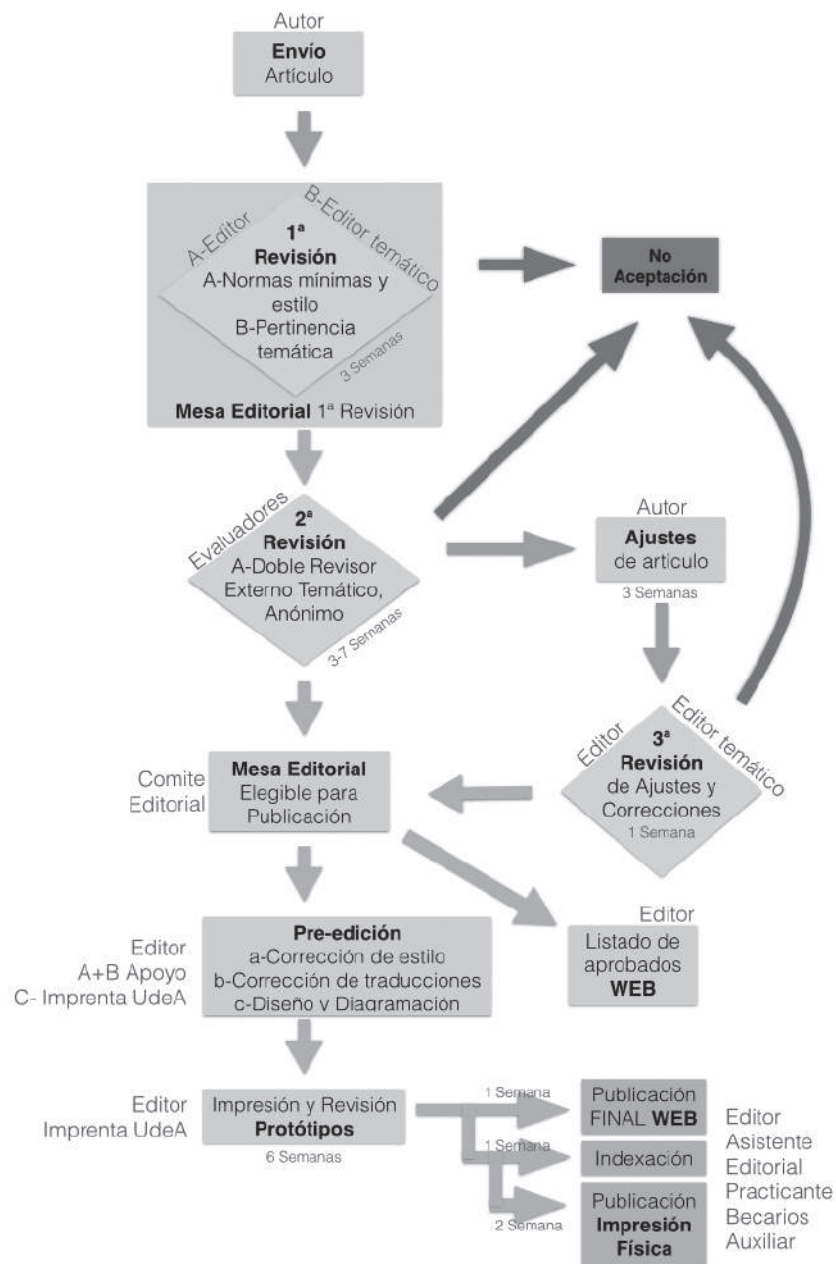 Autor
Envío
Artículo
A-Editor
B-Editor temático
1ª
Revisión
A-Normas mínimas y
estilo
B-Pertinencia
temática
3 Semanas
Mesa Editorial 1ª Revisión
No
Aceptación
Evaluadores
2ª
Revisión
A-Doble Revisor
Externo Temático,
Anónimo
3-7 Semanas
Autor
Ajustes
de artículo
3 Semanas
Editor
Editor temático
3ª
Revisión
de Ajustes y
Correcciones
1 Semana
Comite
Editorial
Mesa Editorial
Elegible para
Publicación
Editor
Listado de
aprobados
WEB
Editor
A+B Apoyo
C- Imprenta UdeA
Pre-edición
a-Corrección de estilo
b-Corrección de traducciones
c-Diseño y Diagramación
Editor
Imprenta UdeA
Impresión y Revisión
Protótipos
6 Semanas
1 Semana
Publicación
FINAL WEB
1 Semana
Indexación
2 Semana
Publicación
Impresión
Física
Editor
Asistente
Editorial
Practicante
Becarios
Auxiliar